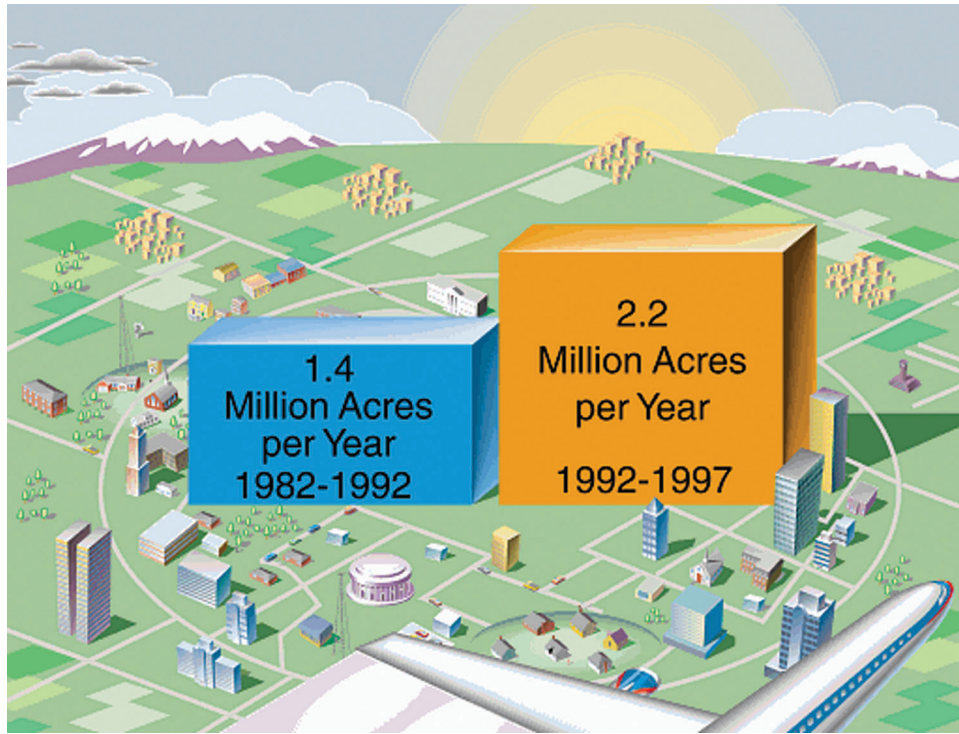 1.4
Million Acres
per Year
1982-1992
2.2
Million Acres
per Year
1992-1997